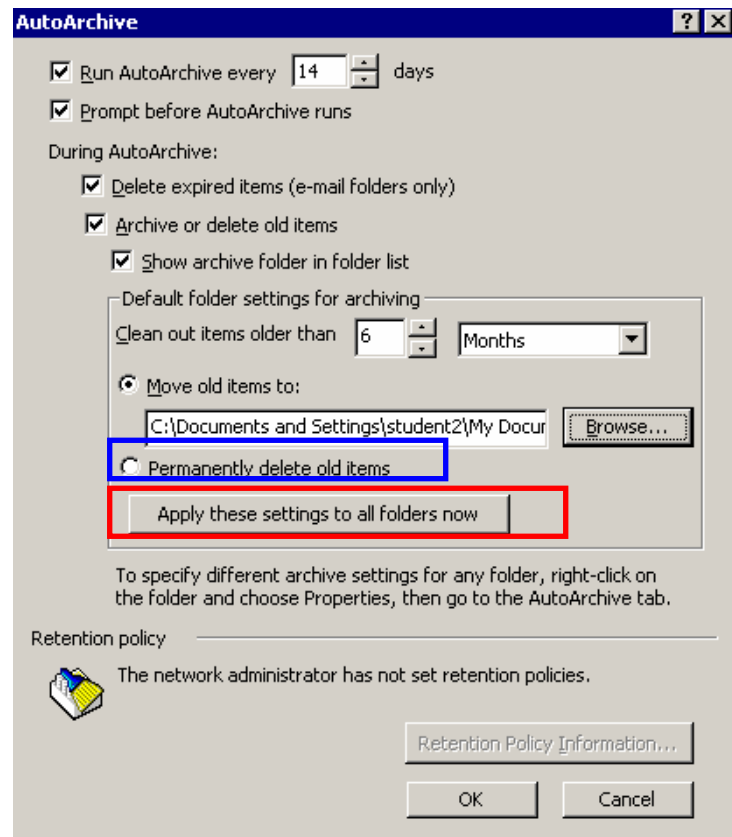 AutoArchive
Run AutoArchive every 14 days
Prompt before AutoArchive runs
During AutoArchive:
Delete expired items (e-mail folders only)
Archive or delete old items
Show archive folder in folder list
Default folder settings for archiving
Clean out items older than 6 Months
Move old items to:
C:\Documents and Settings\student2\My Docur Browse...
Permanently delete old items
Apply these settings to all folders now
To specify different archive settings for any folder, right-click on
the folder and choose Properties, then go to the AutoArchive tab.
Retention policy
The network administrator has not set retention policies.
Retention Policy Information...
OK Cancel